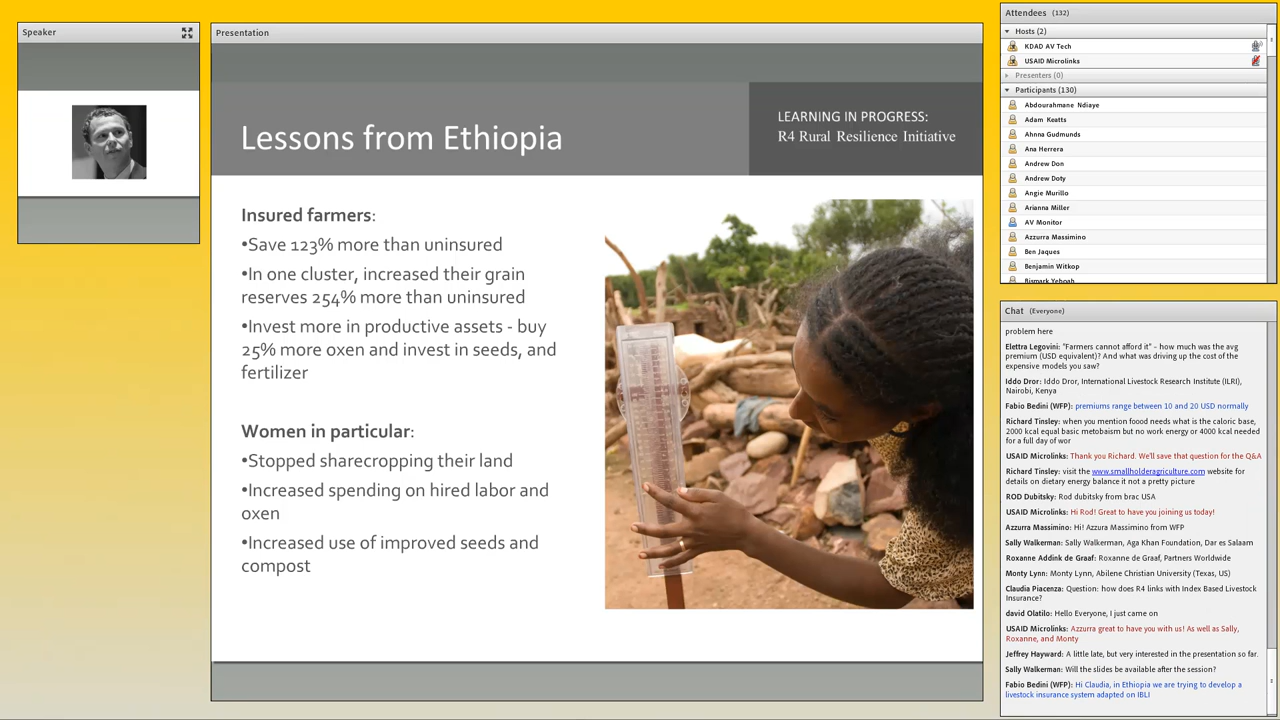 Speaker
Presentation
Lessons from Ethiopia
LEARNING IN PROGRESS:
R4 Rural Resilience Initiative
Insured farmers:
•Save 123% more than uninsured
•In one cluster, increased their grain
reserves 254% more than uninsured
•Invest more in productive assets - buy
25% more oxen and invest in seeds, and
fertilizer
Women in particular:
•Stopped sharecropping their land
•Increased spending on hired labor and
oxen
•Increased use of improved seeds and
compost
Attendees (132)
Hosts (2)
KDAD AV Tech
USAID Microlinks
Presenters (0)
Participants (130)
Abdourahmane Ndiaye
Adam Keatts
Ahnna Gudmunds
Ana Herrera
Andrew Don
Andrew Doty
Angie Murillo
Arianna Miller
AV Monitor
Azzurra Massimino
Ben Jaques
Benjamin Witkop
Bismark Yeboah
Chat (Everyone)
problem here
Elettra Legovini: "Farmers cannot afford it" - how much was the avg
premium (USD equivalent)? And what was driving up the cost of the
expensive models you saw?
Iddo Dror: Iddo Dror, International Livestock Research Institute (ILRI),
Nairobi, Kenya
Fabio Bedini (WFP): premiums range between 10 and 20 USD normally
Richard Tinsley: when you mention foood needs what is the caloric base,
2000 kcal equal basic metobaism but no work energy or 4000 kcal needed
for a full day of wor
USAID Microlinks: Thank you Richard. We'll save that question for the Q&A
Richard Tinsley: visit the www.smallholderagriculture.com website for
details on dietary energy balance it not a pretty picture
ROD Dubitsky: Rod dubitsky from brac USA
USAID Microlinks: Hi Rod! Great to have you joining us today!
Azzurra Massimino: Hi! Azzura Massimino from WFP
Sally Walkerman: Sally Walkerman, Aga Khan Foundation, Dar es Salaam
Roxanne Addink de Graaf: Roxanne de Graaf, Partners Worldwide
Monty Lynn: Monty Lynn, Abilene Christian University (Texas, US)
Claudia Piacenza: Question: how does R4 links with Index Based Livestock
Insurance?
david Olatilo: Hello Everyone, I just came on
USAID Microlinks: Azzurra great to have you with us! As well as Sally,
Roxanne, and Monty
Jeffrey Hayward: A little late, but very interested in the presentation so far.
Sally Walkerman: Will the slides be available after the session?
Fabio Bedini (WFP): Hi Claudia, in Ethiopia we are trying to develop a
livestock insurance system adapted on IBLI